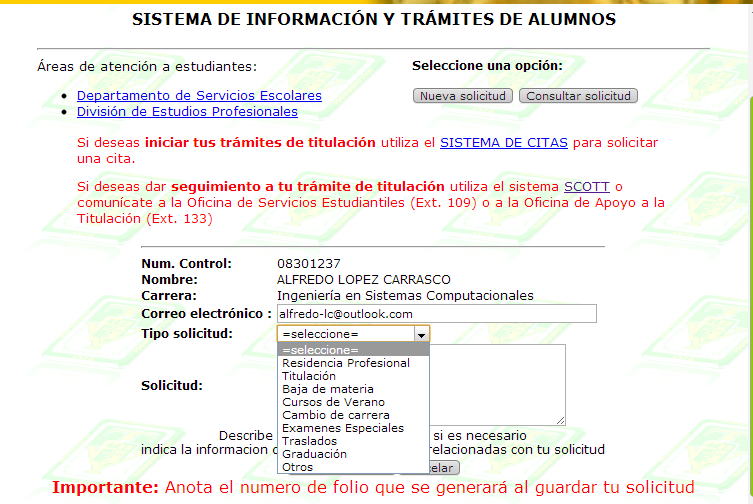 SISTEMA DE INFORMACIÓN Y TRÁMITES DE ALUMNOS
Áreas de atención a estudiantes:
Departamento de Servicios Escolares
División de Estudios Profesionales
Seleccione una opción:
Nueva solicitud Consultar solicitud
Si deseas iniciar tus trámites de titulación utiliza el SISTEMA DE CITAS para solicitar
una cita.
Si deseas dar seguimiento a tu trámite de titulación utiliza el sistema SCOTT o
comunícate a la Oficina de Servicios Estudiantiles (Ext. 109) o a la Oficina de Apoyo a la
Titulación (Ext. 133)
Num. Control: 08301237
Nombre: ALFREDO LOPEZ CARRASCO
Carrera: Ingeniería en Sistemas Computacionales
Correo electrónico : alfredo-lc@outlook.com
Tipo solicitud: =seleccione=
=seleccione=
Residencia Profesional
Titulación
Baja de materia
Cursos de Verano
Cambio de carrera
Examenes Especiales
Traslados
Graduación
Otros
Solicitud:
Describe si es necesario
indica la informacion relacionadas con tu solicitud
Importante: Anota el numero de folio que se generará al guardar tu solicitud